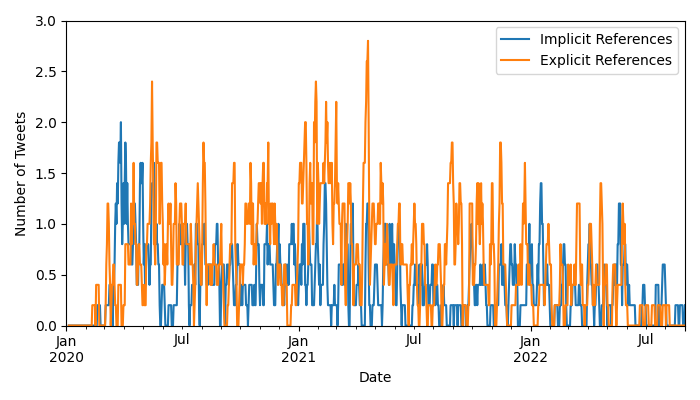 3.0
2.5
2.0
1.5
1.0
0.5
0.0
Number of Tweets
Implicit References
Explicit References
Jan Jul Jan Jul Jan Jul
2020 2021 2022
Date